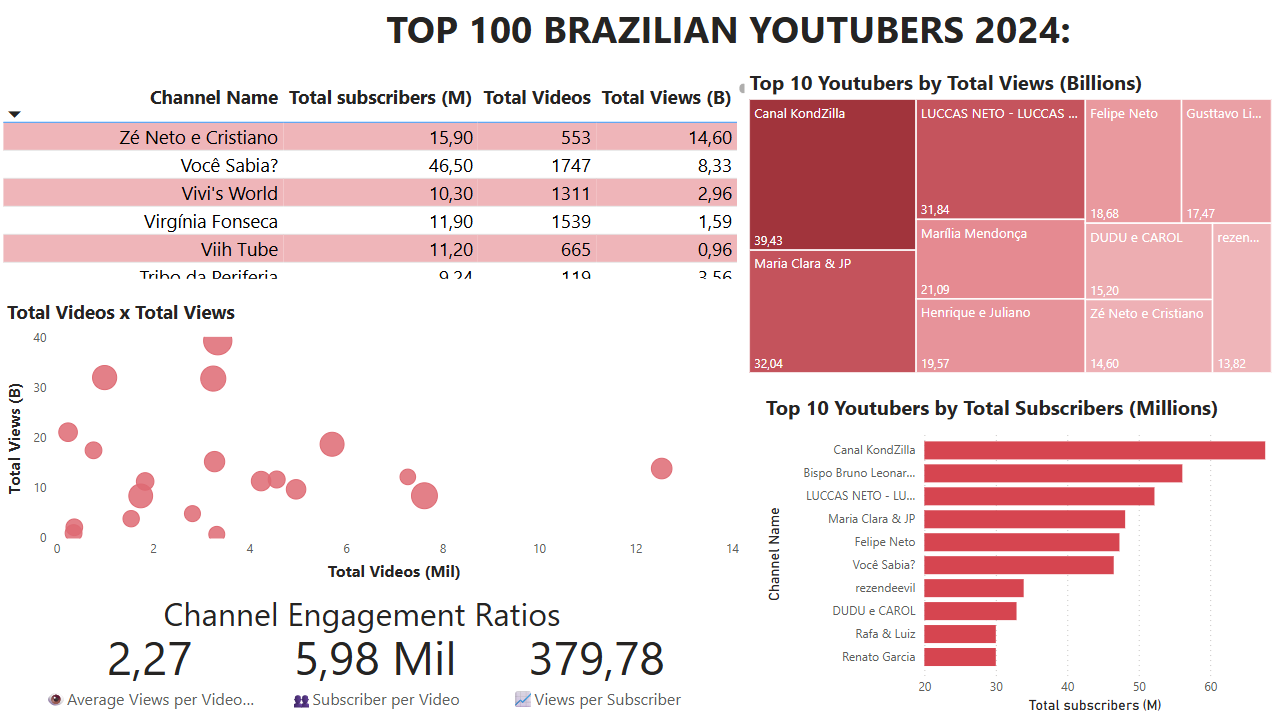 TOP 100 BRAZILIAN YOUTUBERS 2024:
Channel Name Total subscribers (M) Total Videos Total Views (B)
Zé Neto e Cristiano 15,90 553 14,60
Você Sabia? 46,50 1747 8,33
Vivi's World 10,30 1311 2,96
Virgínia Fonseca 11,90 1539 1,59
Viih Tube 11,20 665 0,96
Tribo da Periferia 9,24 119 3,56
Top 10 Youtubers by Total Views (Billions)
Canal KondZilla
39,43
Maria Clara & JP
32,04
LUCCAS NETO - LUCCAS ...
31,84
Marília Mendonça
21,09
Henrique e Juliano
19,57
Felipe Neto
18,68
Gusttavo Li...
17,47
DUDU e CAROL
15,20
Zé Neto e Cristiano
14,60
rezen...
13,82
Total Videos x Total Views
Total Views (B)
40
30
20
10
0
0 2 4 6 8 10 12 14
Total Videos (Mil)
Channel Engagement Ratios
2,27 5,98 Mil 379,78
Average Views per Video... Subscriber per Video Views per Subscriber
Top 10 Youtubers by Total Subscribers (Millions)
Channel Name
Canal KondZilla
Bispo Bruno Leonar...
LUCCAS NETO - LU...
Maria Clara & JP
Felipe Neto
Você Sabia?
rezendeevil
DUDU e CAROL
Rafa & Luiz
Renato Garcia
20 30 40 50 60
Total subscribers (M)